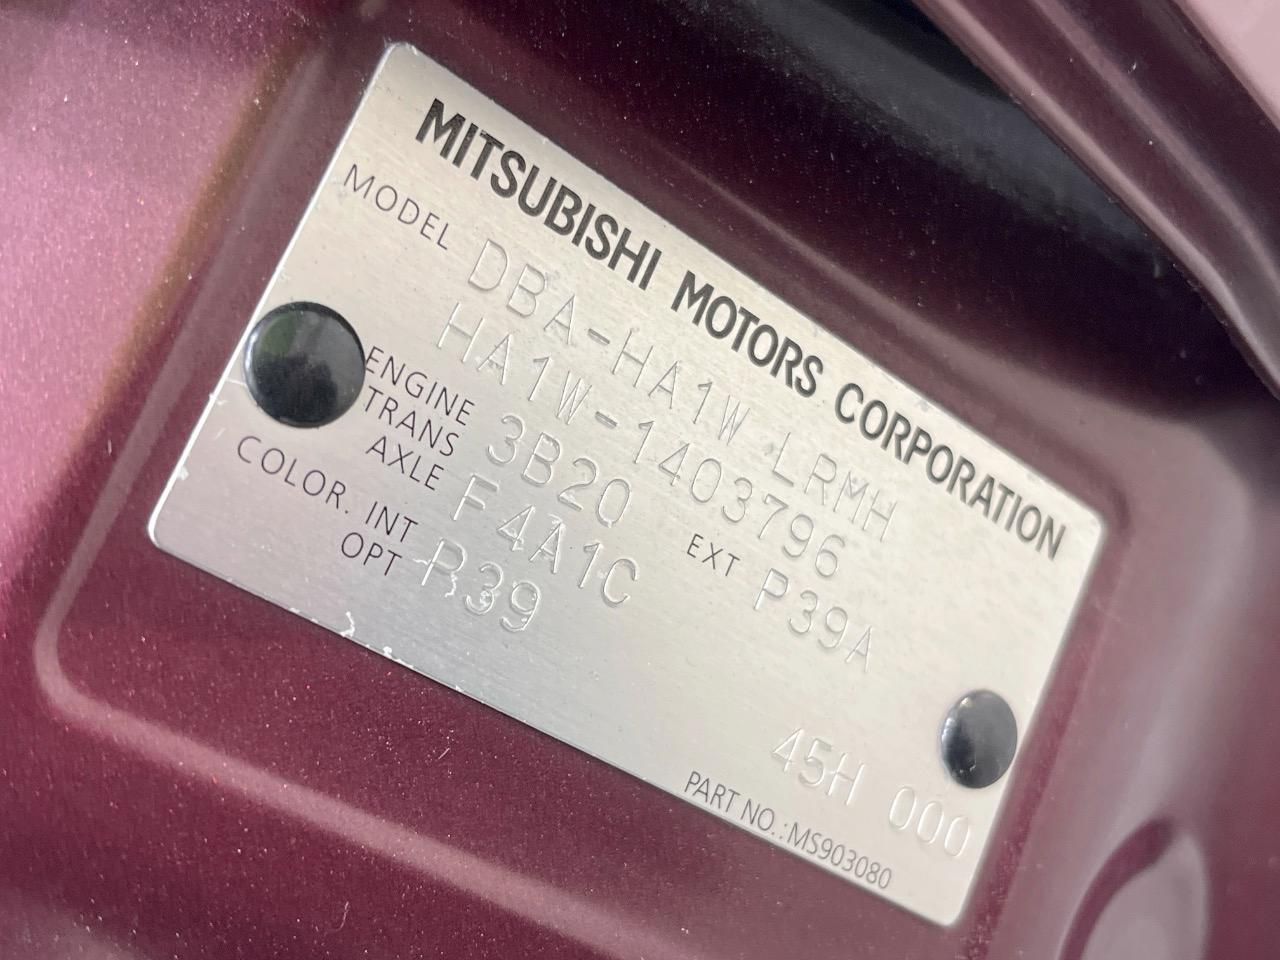 MITSUBISHI MOTORS CORPORATION
MODEL DBA-HA1W LRMH
HA1W-1403796
ENGINE 3B20 EXT P39A
TRANS AXLE F4A1C
COLOR. INT OPT P39
45H 000
PART NO.:MS903080